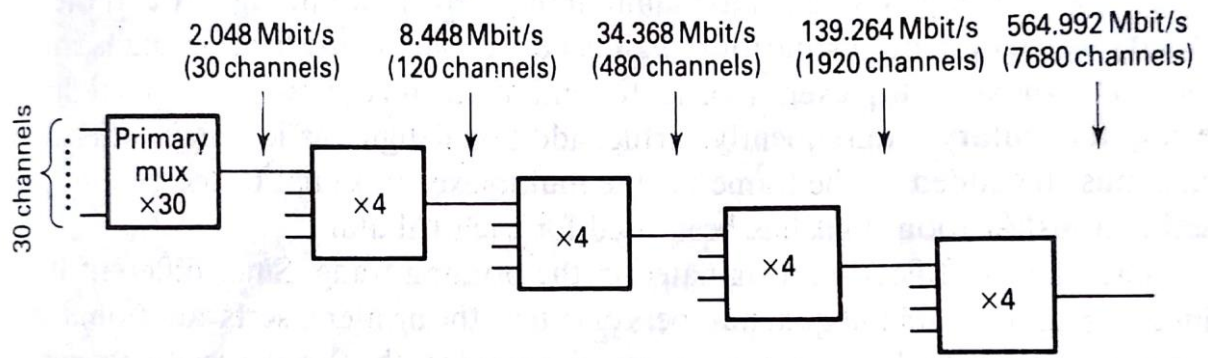 2.048 Mbit/s
(30 channels)
8.448 Mbit/s
(120 channels)
34.368 Mbit/s
(480 channels)
139.264 Mbit/s
(1920 channels)
564.992 Mbit/s
(7680 channels)
30 channels
Primary
mux
×30
×4
×4
×4
×4